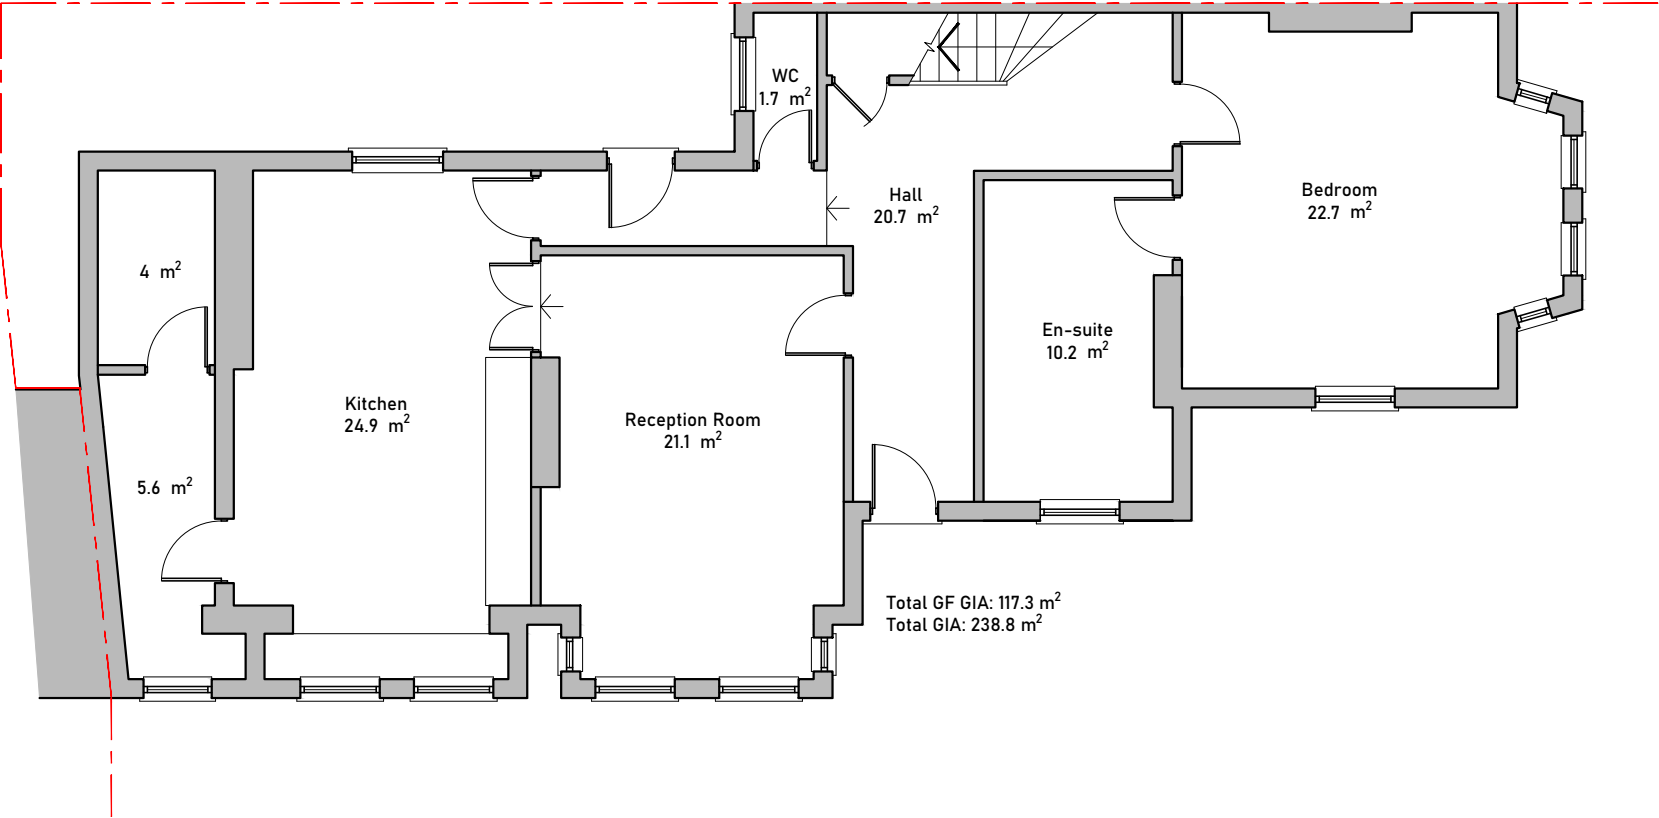 WC
1.7 m²
Hall
20.7 m²
Bedroom
22.7 m²
4 m²
En-suite
10.2 m²
Kitchen
24.9 m²
Reception Room
21.1 m²
5.6 m²
Total GF GIA: 117.3 m²
Total GIA: 238.8 m²